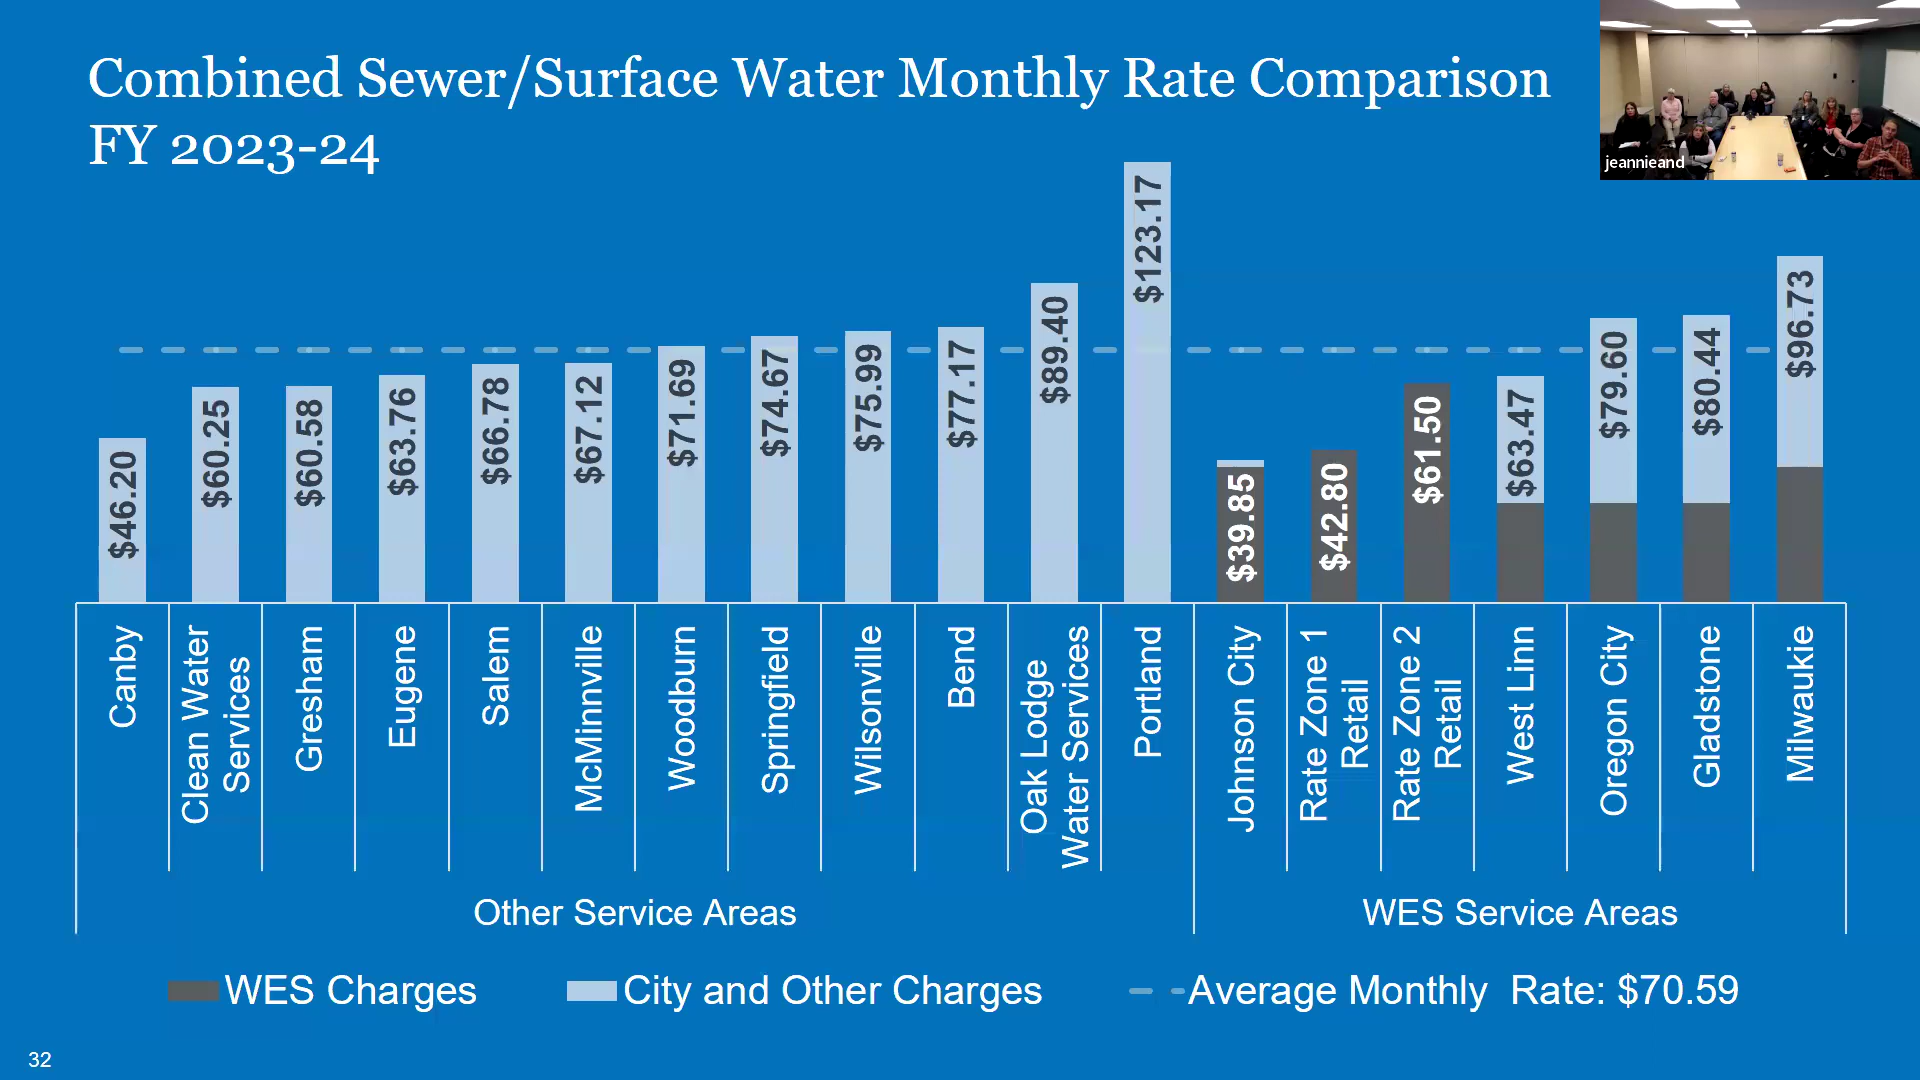 Combined Sewer/Surface Water Monthly Rate Comparison
FY 2023-24
jeannieand
$46.20
$60.25
$60.58
$63.76
$66.78
$67.12
$71.69
$74.67
$75.99
$77.17
$89.40
$123.17
$39.85
$42.80
$61.50
$63.47
$79.60
$80.44
$96.73
Canby
Clean Water
Services
Gresham
Eugene
Salem
McMinnville
Woodburn
Springfield
Wilsonville
Bend
Oak Lodge
Water Services
Portland
Johnson City
Rate Zone 1
Retail
Rate Zone 2
Retail
West Linn
Oregon City
Gladstone
Milwaukie
Other Service Areas
WES Service Areas
WES Charges
City and Other Charges
Average Monthly  Rate: $70.59
32